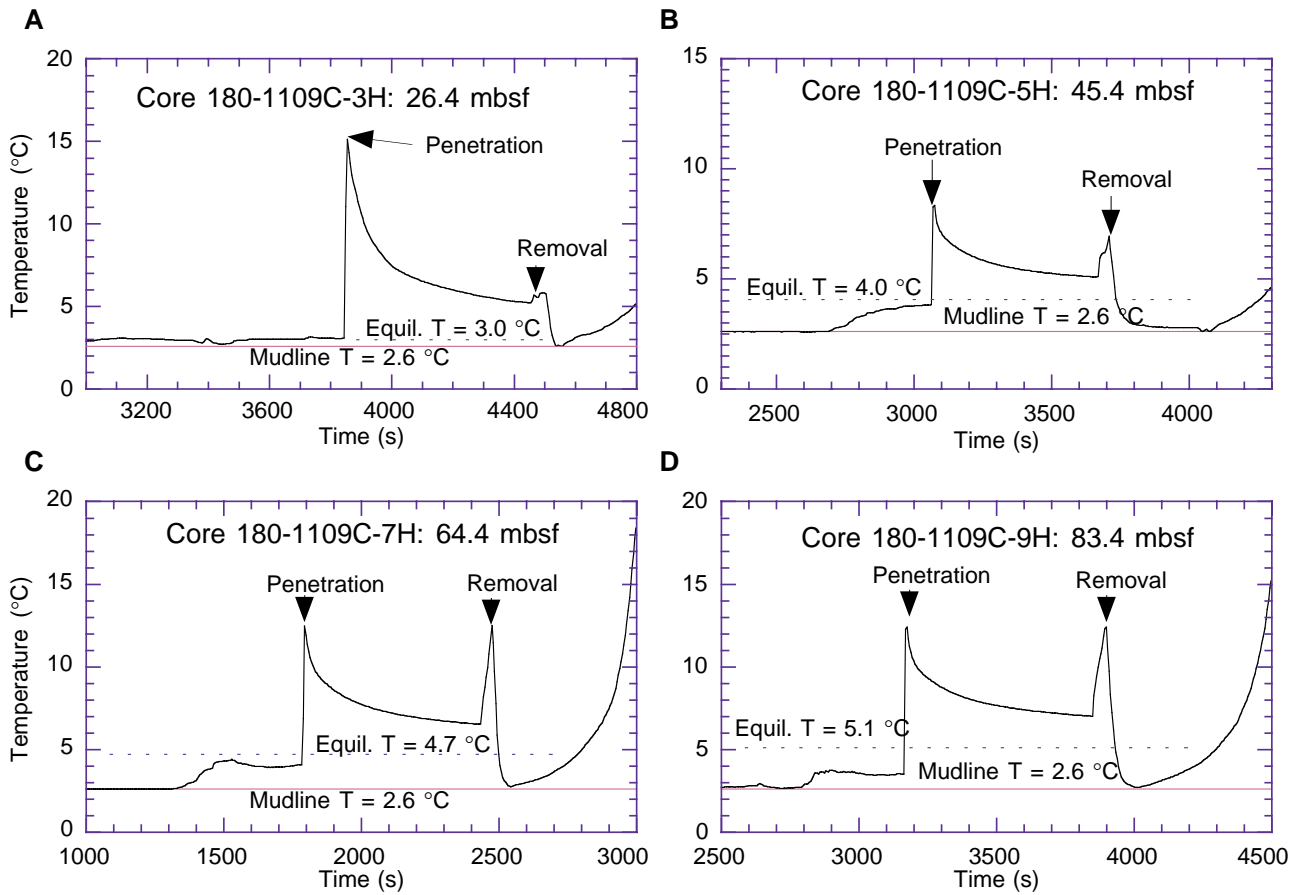 A
Core 180-1109C-3H: 26.4 mbsf
Penetration
Removal
Equil. T = 3.0 °C
Mudline T = 2.6 °C
Temperature (°C)
20
15
10
5
0
3200 3600 4000 4400 4800
Time (s)
B
Core 180-1109C-5H: 45.4 mbsf
Penetration
Removal
Equil. T = 4.0 °C
Mudline T = 2.6 °C
15
10
5
0
2500 3000 3500 4000
Time (s)
C
Core 180-1109C-7H: 64.4 mbsf
Penetration
Removal
Equil. T = 4.7 °C
Mudline T = 2.6 °C
Temperature (°C)
20
15
10
5
0
1000 1500 2000 2500 3000
Time (s)
D
Core 180-1109C-9H: 83.4 mbsf
Penetration
Removal
Equil. T = 5.1 °C
Mudline T = 2.6 °C
20
15
10
5
0
2500 3000 3500 4000 4500
Time (s)